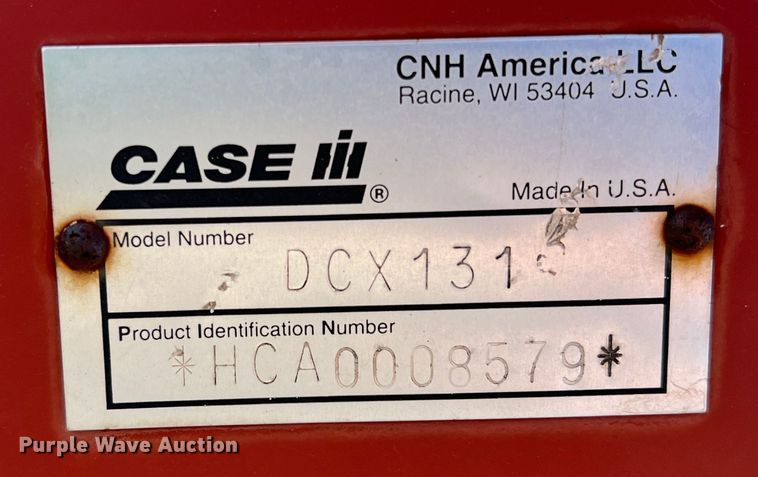 CNH America LLC
Racine, WI 53404 U.S.A.
CASE IH
®
Made In U.S.A.
Model Number
DCX131
Product Identification Number
*HCA0008579*
Purple Wave Auction